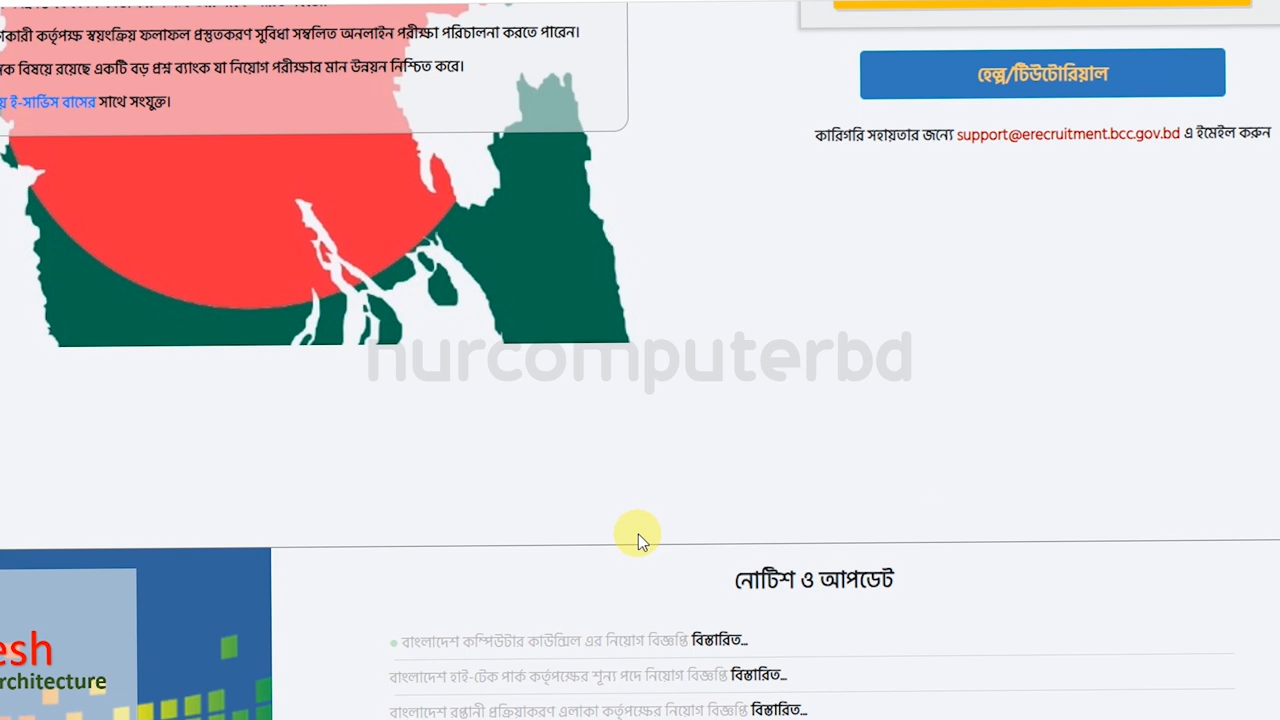 কারী কর্তৃপক্ষ স্বয়ংক্রিয় ফলাফল প্রস্তুতকরণ সুবিধা সম্বলিত অনলাইন পরীক্ষা পরিচালনা করতে পারেন।
বিষয়ে রয়েছে একটি বড় প্রশ্ন ব্যাংক যা নিয়োগ পরীক্ষার মান উন্নয়ন নিশ্চিত করে।
ই-সার্ভিস বাসের সাথে সংযুক্ত।
হেল্প/টিউটোরিয়াল
কারিগরি সহায়তার জন্যে support@erecruitment.bcc.gov.bd এ ইমেইল করুন
nurcomputerbd
নোটিশ ও আপডেট
বাংলাদেশ কম্পিউটার কাউন্সিল এর নিয়োগ বিজ্ঞপ্তি বিস্তারিত...
বাংলাদেশ হাই-টেক পার্ক কর্তৃপক্ষের শূন্য পদে নিয়োগ বিজ্ঞপ্তি বিস্তারিত...
বাংলাদেশ রপ্তানী প্রক্রিয়াকরণ এলাকা কর্তৃপক্ষের নিয়োগ বিজ্ঞপ্তি বিস্তারিত...
esh
rchitecture